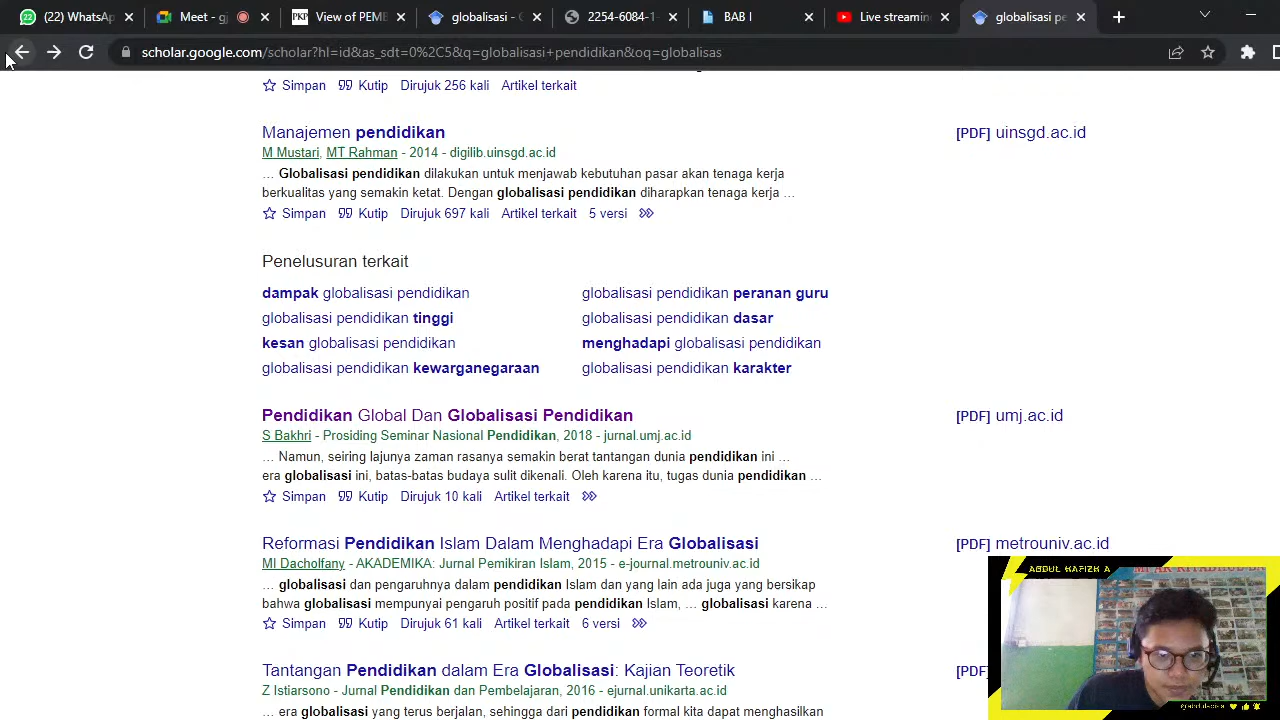 (22) WhatsA
Meet - gj
View of PEMB
globalisasi - G
2254-6084-1-
BAB I
Live streamin
globalisasi pe
scholar.google.com/scholar?hl=id&as_sdt=0%2C5&q=globalisasi+pendidikan&oq=globalisas
Simpan Kutip Dirujuk 256 kali Artikel terkait
Manajemen pendidikan
[PDF] uinsgd.ac.id
M Mustari, MT Rahman - 2014 - digilib.uinsgd.ac.id
… Globalisasi pendidikan dilakukan untuk menjawab kebutuhan pasar akan tenaga kerja
berkualitas yang semakin ketat. Dengan globalisasi pendidikan diharapkan tenaga kerja …
Simpan Kutip Dirujuk 697 kali Artikel terkait 5 versi
Penelusuran terkait
dampak globalisasi pendidikan
globalisasi pendidikan peranan guru
globalisasi pendidikan tinggi
globalisasi pendidikan dasar
kesan globalisasi pendidikan
menghadapi globalisasi pendidikan
globalisasi pendidikan kewarganegaraan
globalisasi pendidikan karakter
Pendidikan Global Dan Globalisasi Pendidikan
[PDF] umj.ac.id
S Bakhri - Prosiding Seminar Nasional Pendidikan, 2018 - jurnal.umj.ac.id
… Namun, seiring lajunya zaman rasanya semakin berat tantangan dunia pendidikan ini …
era globalisasi ini, batas-batas budaya sulit dikenali. Oleh karena itu, tugas dunia pendidikan …
Simpan Kutip Dirujuk 10 kali Artikel terkait
Reformasi Pendidikan Islam Dalam Menghadapi Era Globalisasi
[PDF] metrouniv.ac.id
MI Dacholfany - AKADEMIKA: Jurnal Pemikiran Islam, 2015 - e-journal.metrouniv.ac.id
… globalisasi dan pengaruhnya dalam pendidikan Islam dan yang lain ada juga yang bersikap
bahwa globalisasi mempunyai pengaruh positif pada pendidikan Islam, … globalisasi karena …
Simpan Kutip Dirujuk 61 kali Artikel terkait 6 versi
Tantangan Pendidikan dalam Era Globalisasi: Kajian Teoretik
[PDF]
Z Istiarsono - Jurnal Pendidikan dan Pembelajaran, 2016 - ejurnal.unikarta.ac.id
… era globalisasi yang terus berjalan, sehingga dari pendidikan formal kita dapat menghasilkan
ABDUL HAFIZH A